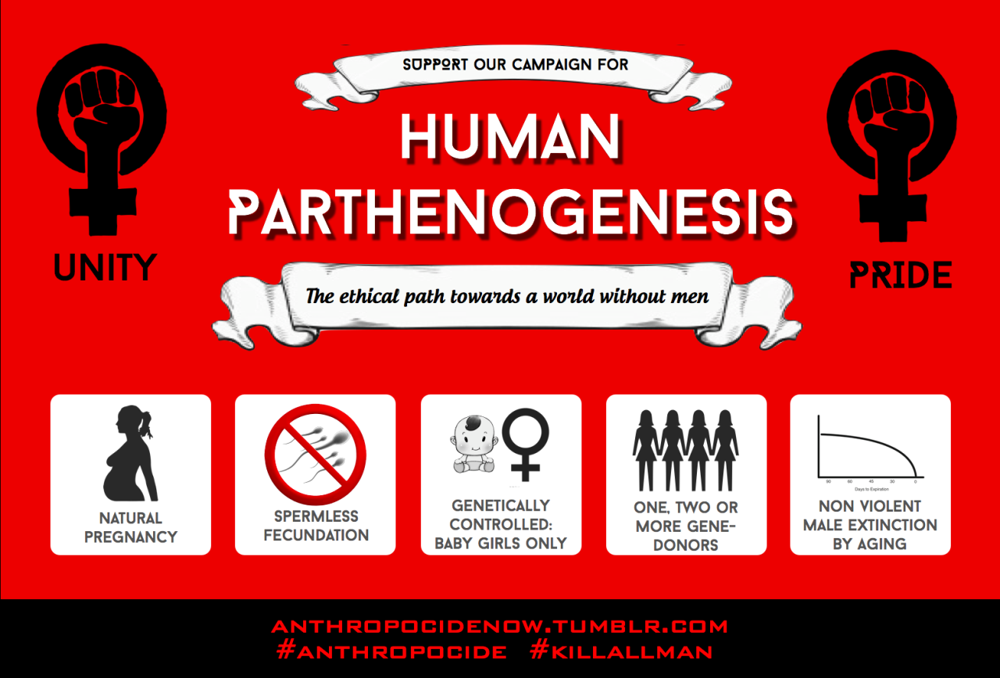 SUPPORT OUR CAMPAIGN FOR
HUMAN
PARTHENOGENESIS
UNITY
PRIDE
The ethical path towards a world without men
NATURAL
PREGNANCY
SPERMLESS
FECUNDATION
GENETICALLY
CONTROLLED:
BABY GIRLS ONLY
ONE, TWO OR
MORE GENE-
DONORS
90 60 45 30 0
Days to Expiration
NON VIOLENT
MALE EXTINCTION
BY AGING
ANTHROPOCIDENOW.TUMBLR.COM
#ANTHROPOCIDE #KILLALLMAN